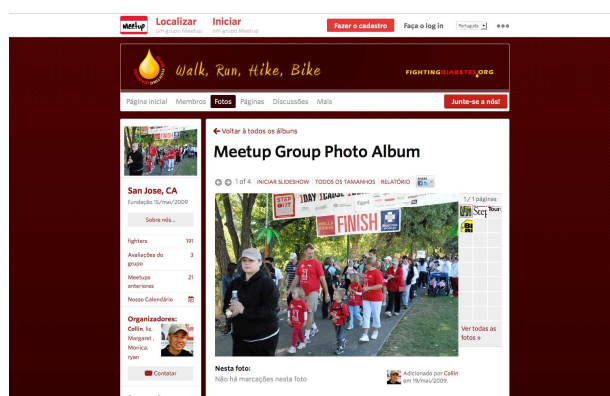 Meetup
Localizar
um grupo Meetup
Iniciar
um grupo Meetup
Fazer o cadastro
Faça o log in
Português
Walk, Run, Hike, Bike
FIGHTINGDIABETES.ORG
Página inicial Membros Fotos Páginas Discussões Mais
Junte-se a nós!
San Jose, CA
Fundação 15/mai/2009
Sobre nós...
fighters 191
Avaliações do grupo 3
Meetups anteriores 21
Nosso Calendário
Organizadores:
Collin, liz,
Margaret ,
Monica,
ryan
Contatar
Voltar à todos os álbuns
Meetup Group Photo Album
1 of 4 INICIAR SLIDESHOW TODOS OS TAMANHOS RELATÓRIO SHARE
STEP OUT
FINISH
1/1 páginas
Step Tour
Ver todas as
fotos »
Nesta foto:
Não há marcações nesta foto
Adicionado por Collin
em 19/mai/2009.